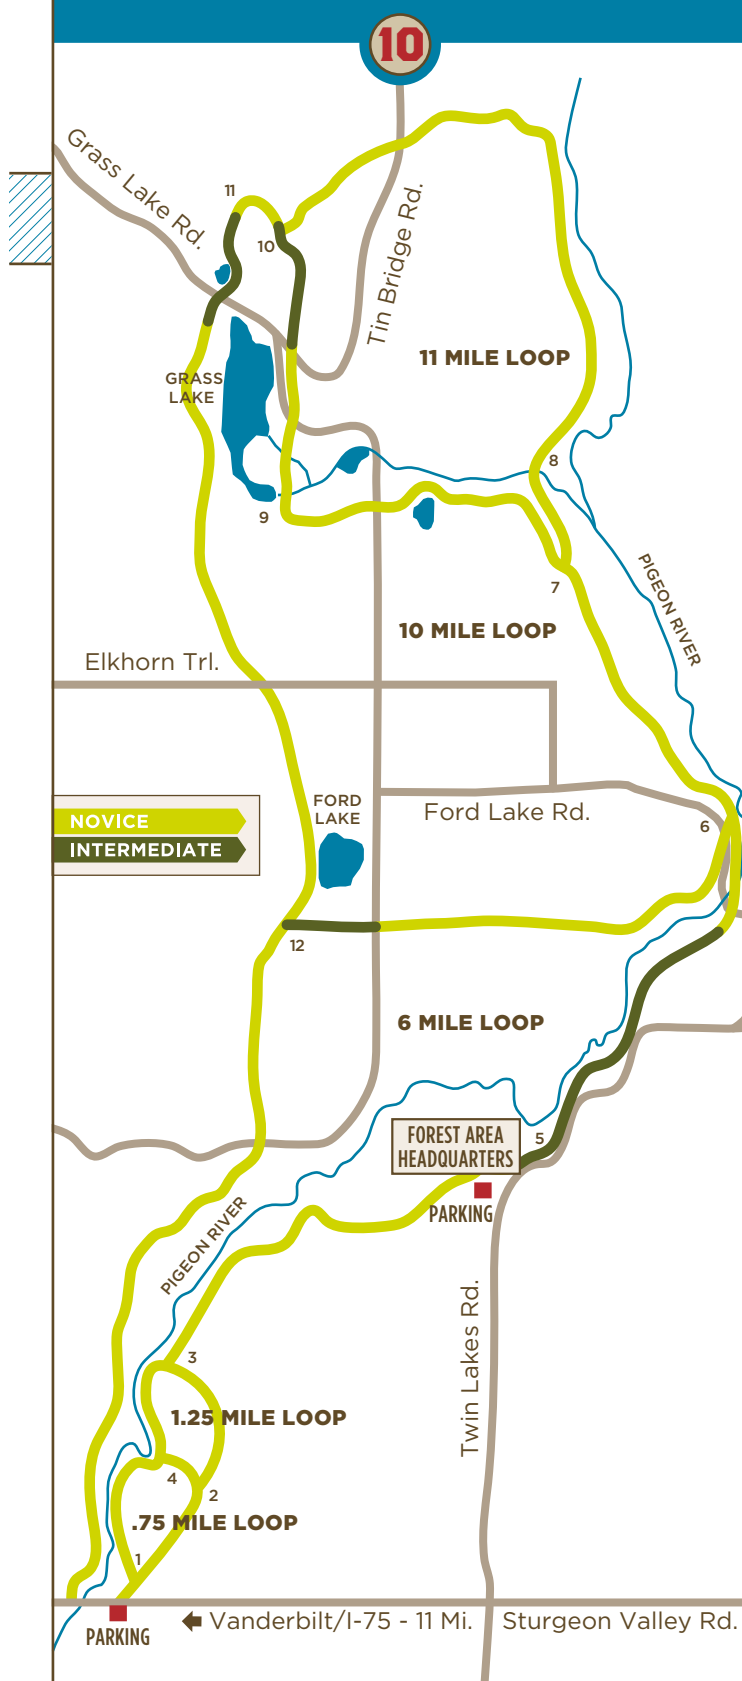 10
Grass Lake Rd.
11
10
Tin Bridge Rd.
11 MILE LOOP
GRASS
LAKE
8
9
7
PIGEON RIVER
10 MILE LOOP
Elkhorn Trl.
NOVICE
INTERMEDIATE
FORD
LAKE
Ford Lake Rd.
6
12
6 MILE LOOP
FOREST AREA
HEADQUARTERS
5
PARKING
PIGEON RIVER
Twin Lakes Rd.
3
1.25 MILE LOOP
4
2
.75 MILE LOOP
1
PARKING
Vanderbilt/I-75 - 11 Mi.
Sturgeon Valley Rd.